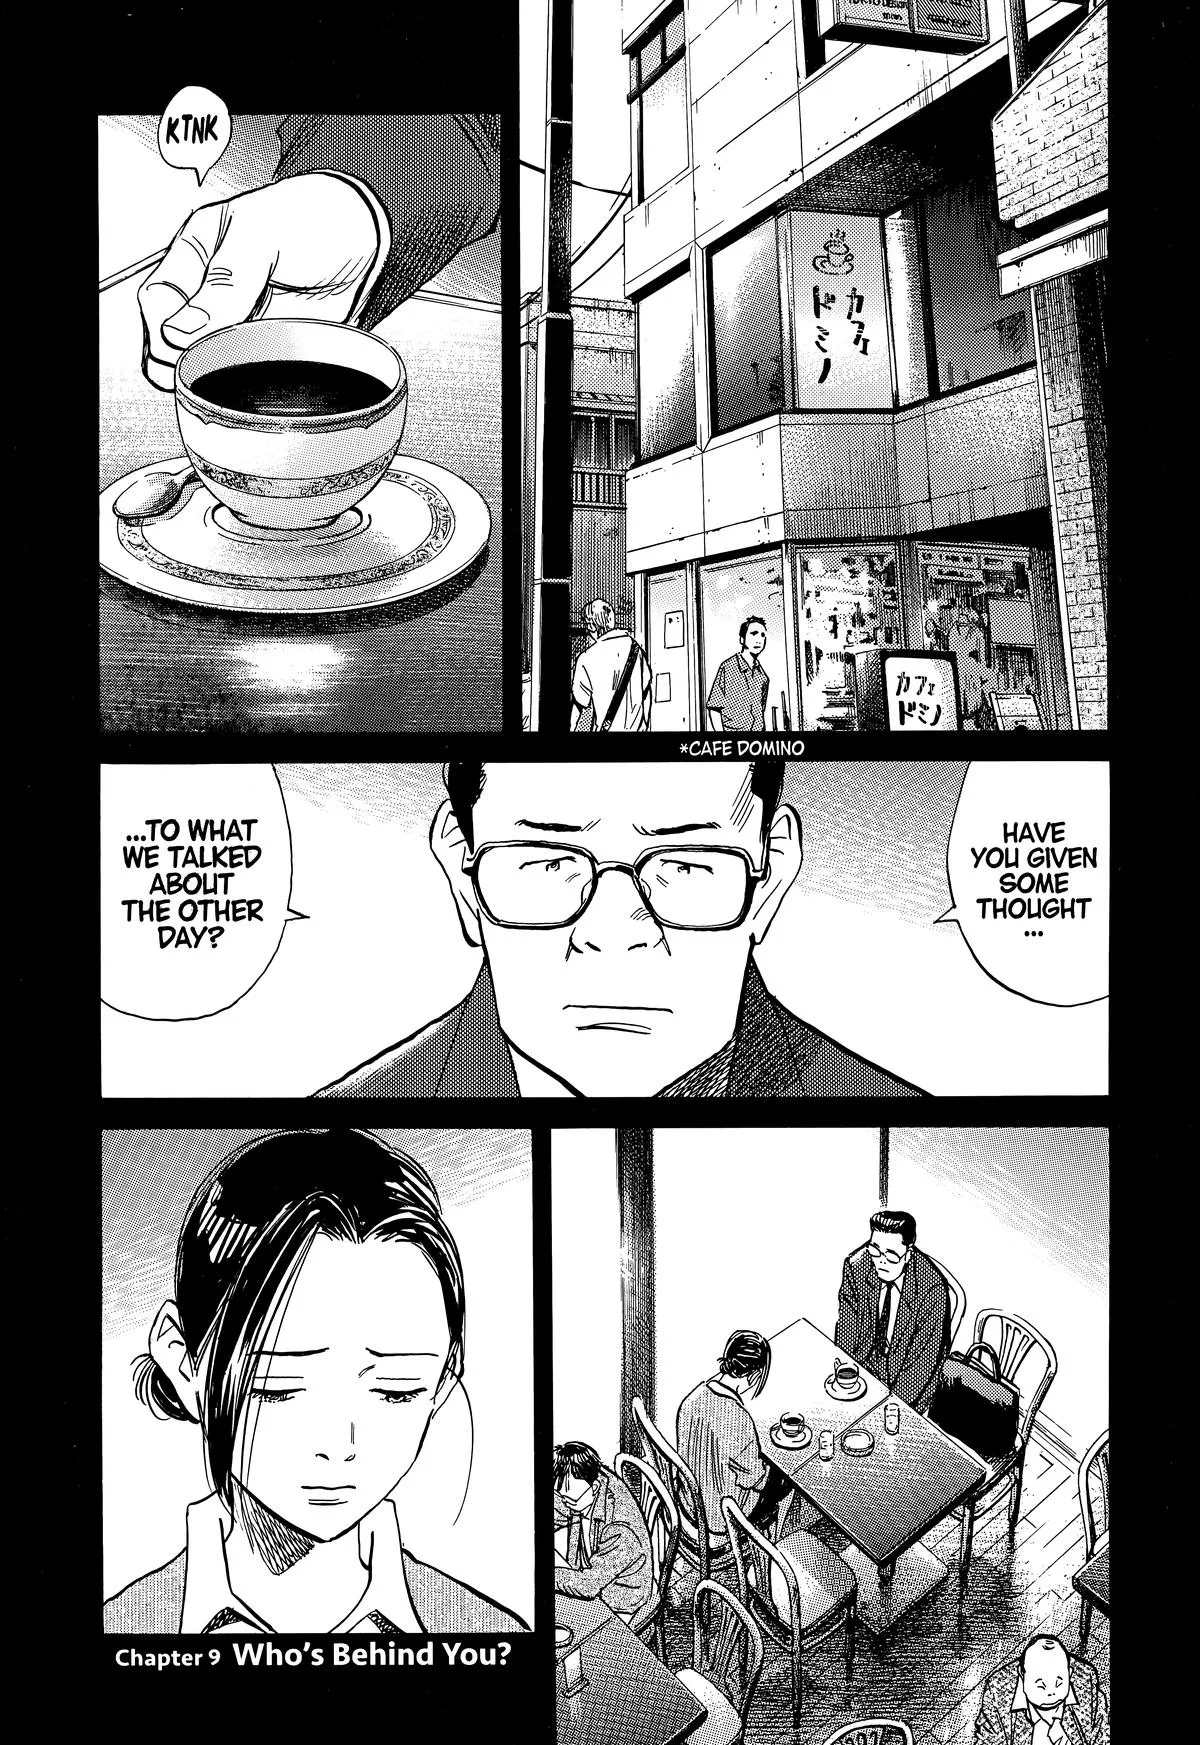 カフェ
ドミノ
カフェ
ドミノ
*CAFE DOMINO
KTNK
HAVE
YOU GIVEN
SOME
THOUGHT
...
...TO WHAT
WE TALKED
ABOUT
THE OTHER
DAY?
Chapter 9 Who's Behind You?